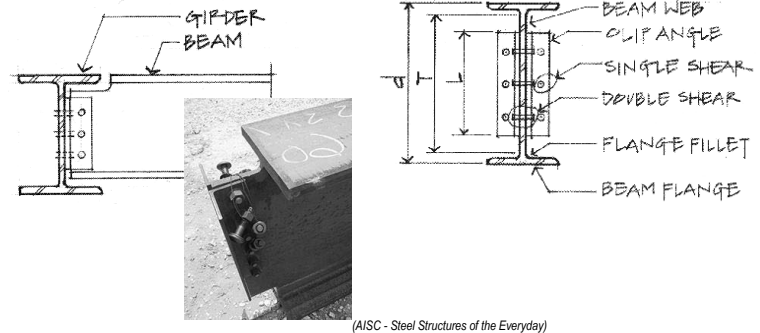 GIRDER
BEAM
d
T
L
BEAM WEB
CLIP ANGLE
SINGLE SHEAR
DOUBLE SHEAR
FLANGE FILLET
BEAM FLANGE
(AISC - Steel Structures of the Everyday)